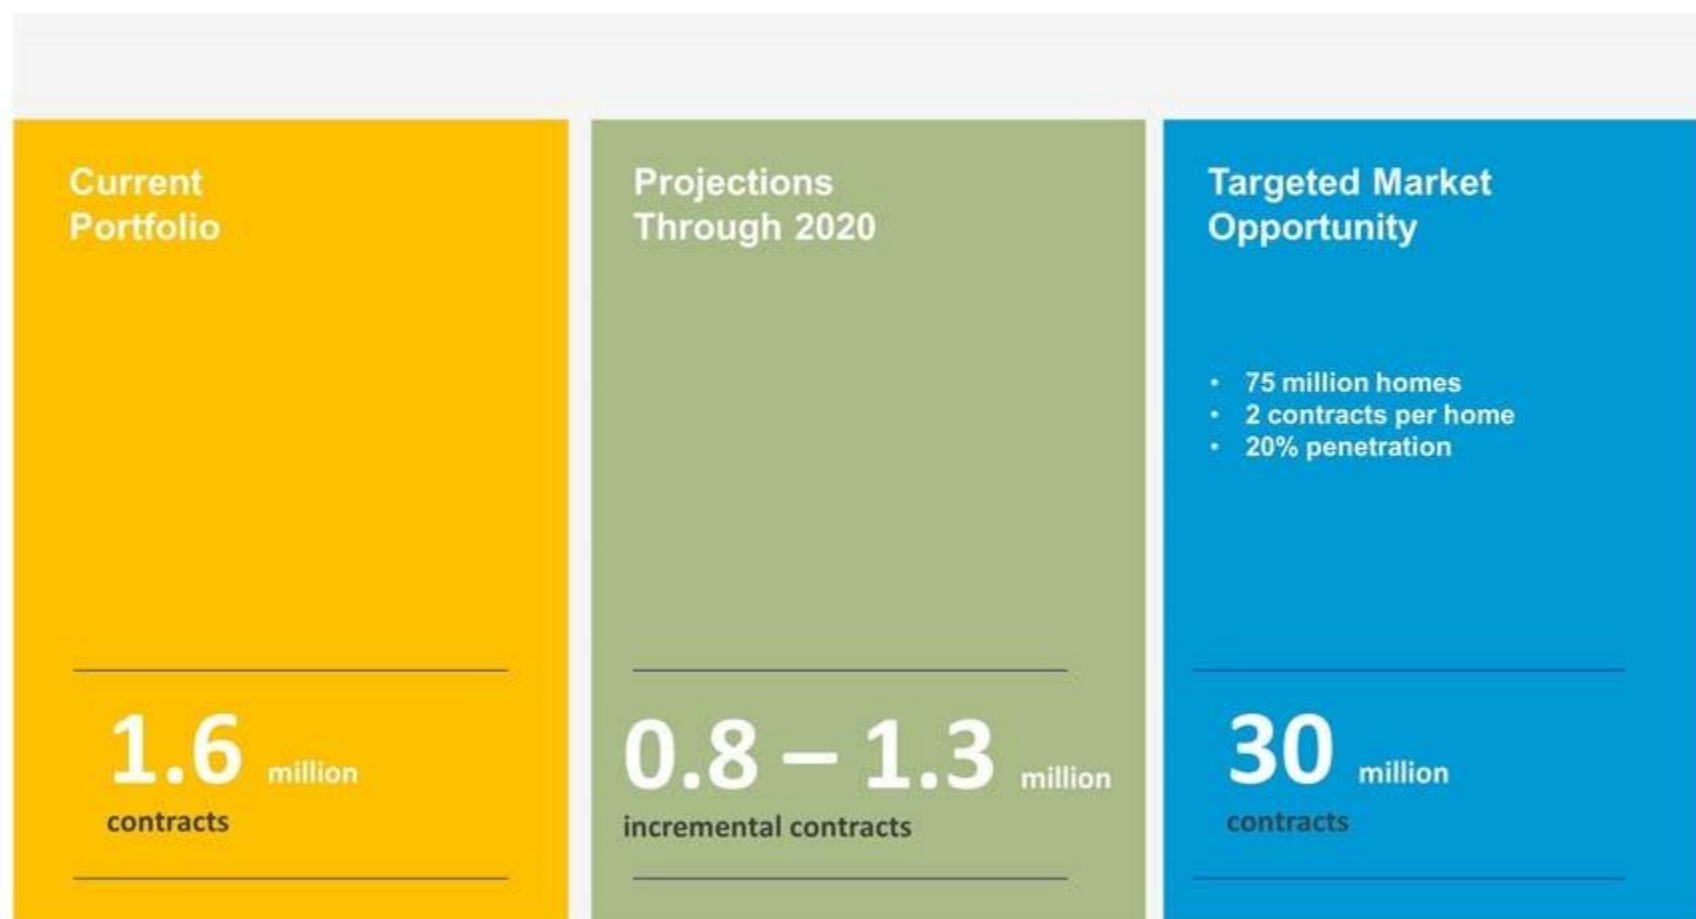 Current
Portfolio
1.6 million
contracts
Projections
Through 2020
0.8 – 1.3 million
incremental contracts
Targeted Market
Opportunity
• 75 million homes
• 2 contracts per home
• 20% penetration
30 million
contracts